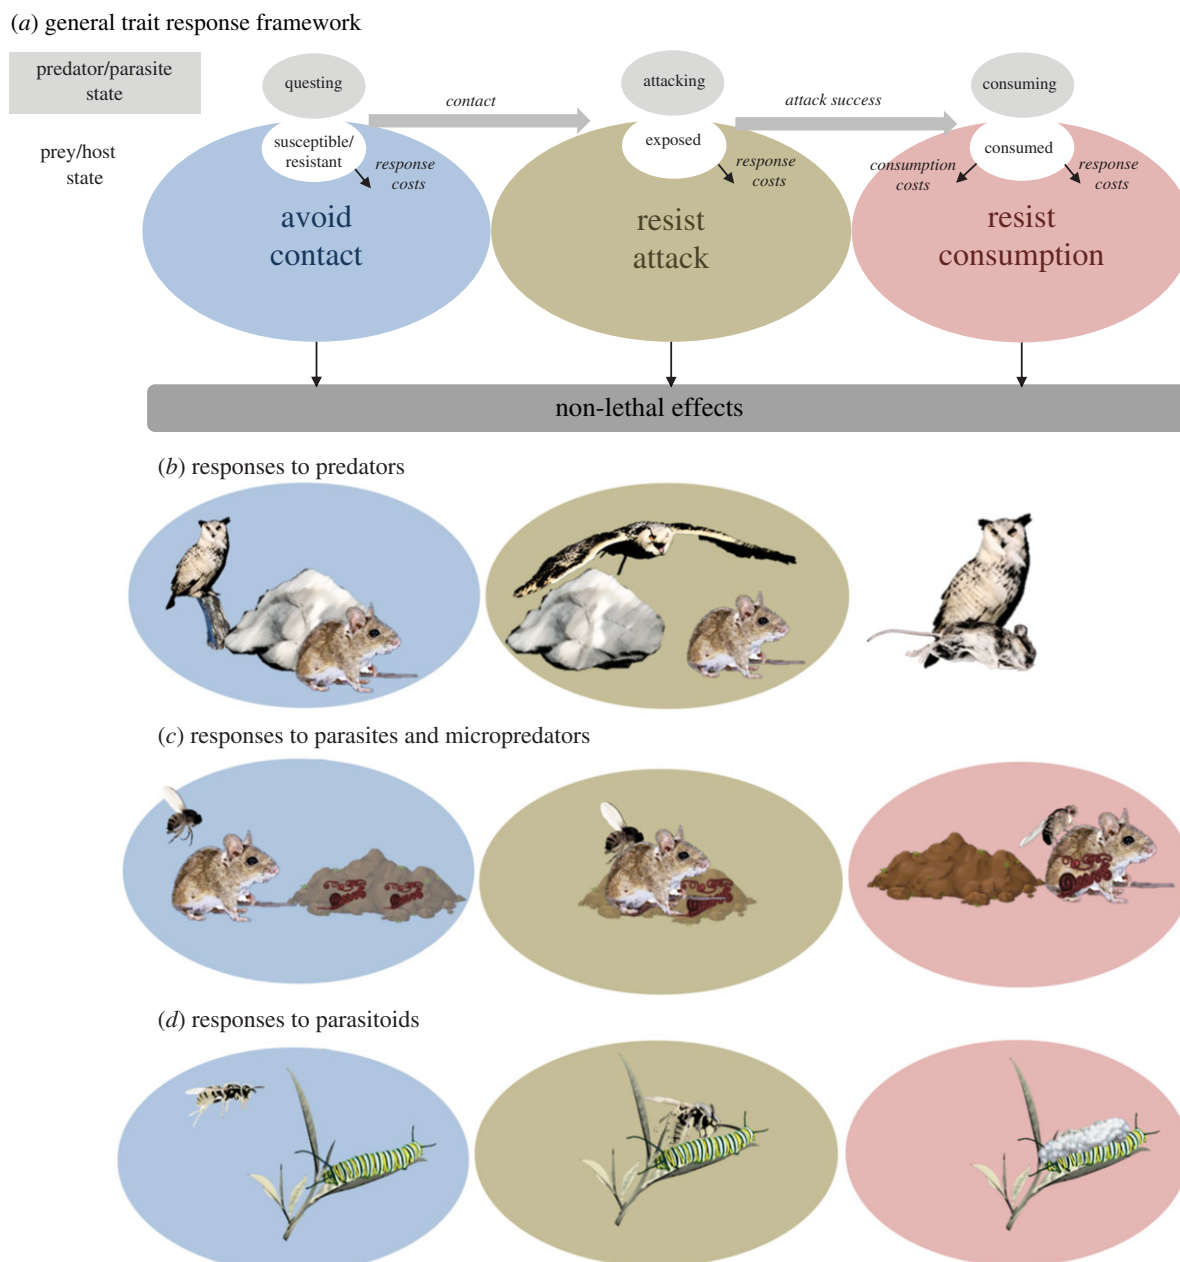 (a) general trait response framework
predator/parasite
state
questing
attacking
consuming
contact
attack success
prey/host
state
susceptible/
resistant
exposed
consumed
response
costs
response
costs
consumption
costs
response
costs
avoid
contact
resist
attack
resist
consumption
non-lethal effects
(b) responses to predators
(c) responses to parasites and micropredators
(d) responses to parasitoids